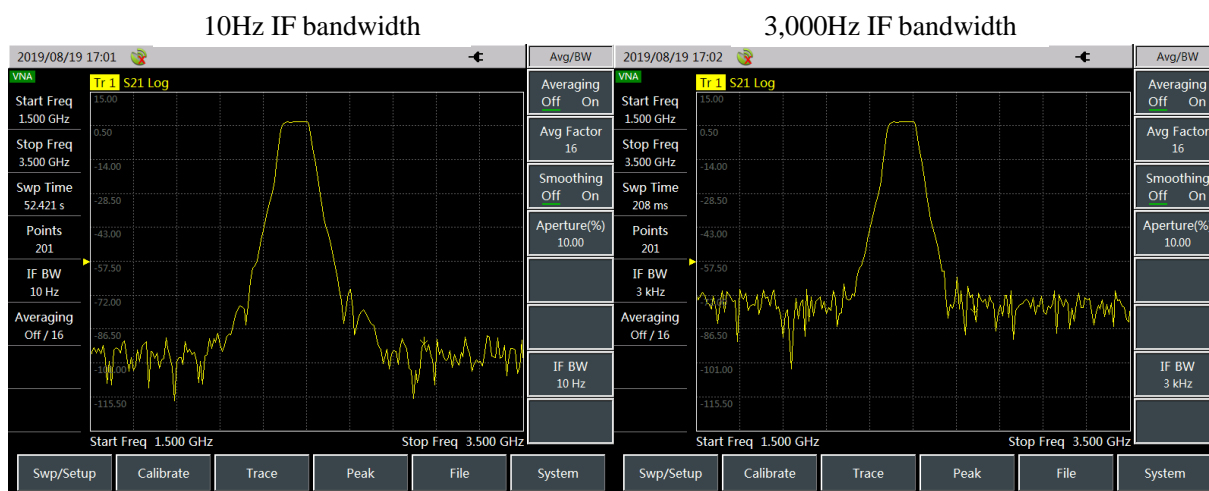 10Hz IF bandwidth
3,000Hz IF bandwidth
2019/08/19 17:01
Avg/BW
VNA
Tr 1 S21 Log
Start Freq
1.500 GHz
Stop Freq
3.500 GHz
Swp Time
52.421 s
Points
201
IF BW
10 Hz
Averaging
Off / 16
15.00
0.50
-14.00
-28.50
-43.00
-57.50
-72.00
-86.50
-101.00
-115.50
Start Freq 1.500 GHz
Stop Freq 3.500 GHz
Averaging
Off On
Avg Factor
16
Smoothing
Off On
Aperture(%)
10.00
IF BW
10 Hz
Swp/Setup
Calibrate
Trace
Peak
File
System
2019/08/19 17:02
Avg/BW
VNA
Tr 1 S21 Log
Start Freq
1.500 GHz
Stop Freq
3.500 GHz
Swp Time
208 ms
Points
201
IF BW
3 kHz
Averaging
Off / 16
15.00
0.50
-14.00
-28.50
-43.00
-57.50
-86.50
-101.00
-115.50
Start Freq 1.500 GHz
Stop Freq 3.500 GHz
Averaging
Off On
Avg Factor
16
Smoothing
Off On
Aperture(%
10.00
IF BW
3 kHz
Swp/Setup
Calibrate
Trace
Peak
File
System